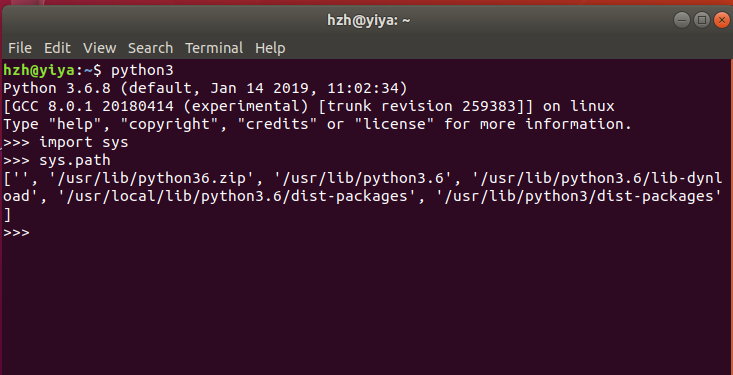 hzh@yiya: ~
File Edit View Search Terminal Help
hzh@yiya:~$ python3
Python 3.6.8 (default, Jan 14 2019, 11:02:34)
[GCC 8.0.1 20180414 (experimental) [trunk revision 259383]] on linux
Type "help", "copyright", "credits" or "license" for more information.
>>> import sys
>>> sys.path
['', '/usr/lib/python36.zip', '/usr/lib/python3.6', '/usr/lib/python3.6/lib-dynl
oad', '/usr/local/lib/python3.6/dist-packages', '/usr/lib/python3/dist-packages'
]
>>>